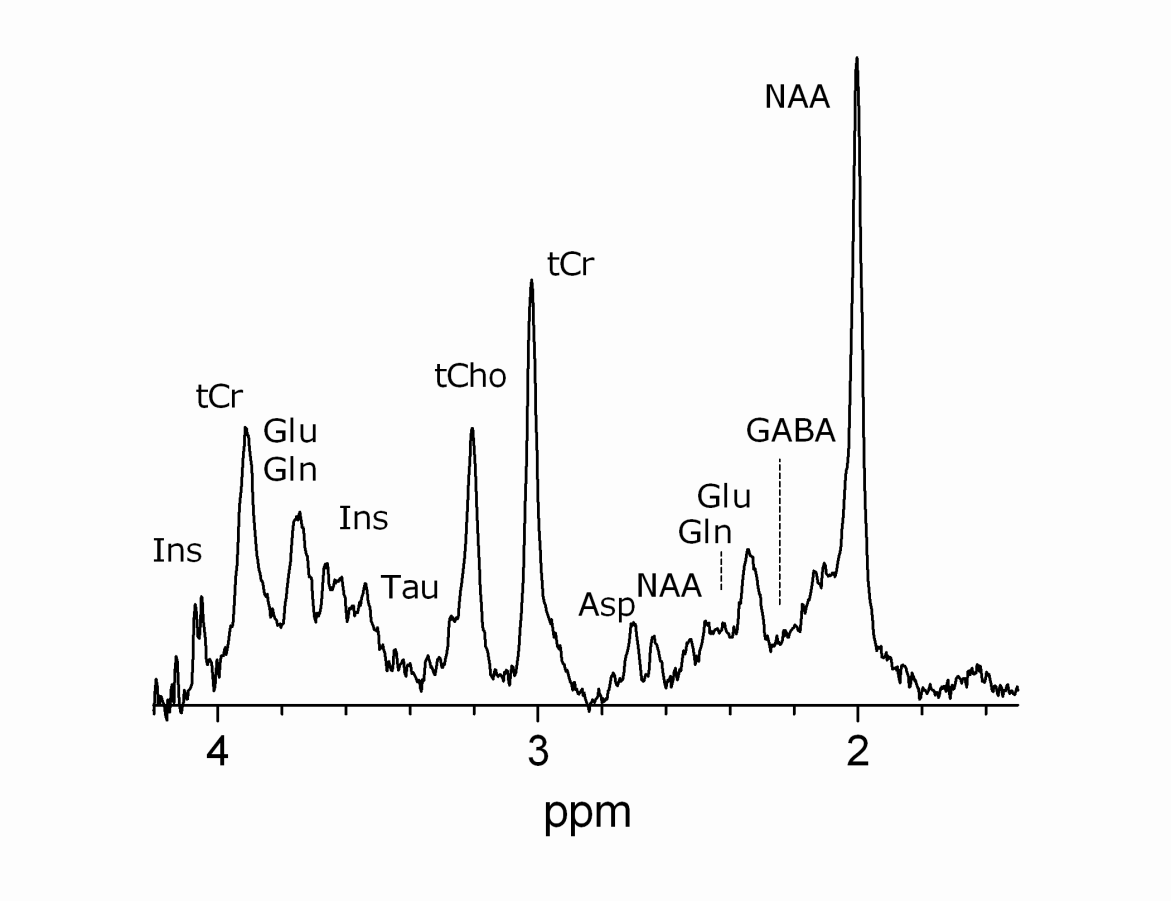 NAA
tCr
tCho
tCr
Glu
Gln
GABA
Glu
Gln
Ins
Ins
Tau
NAA
Asp
4 3 2
ppm